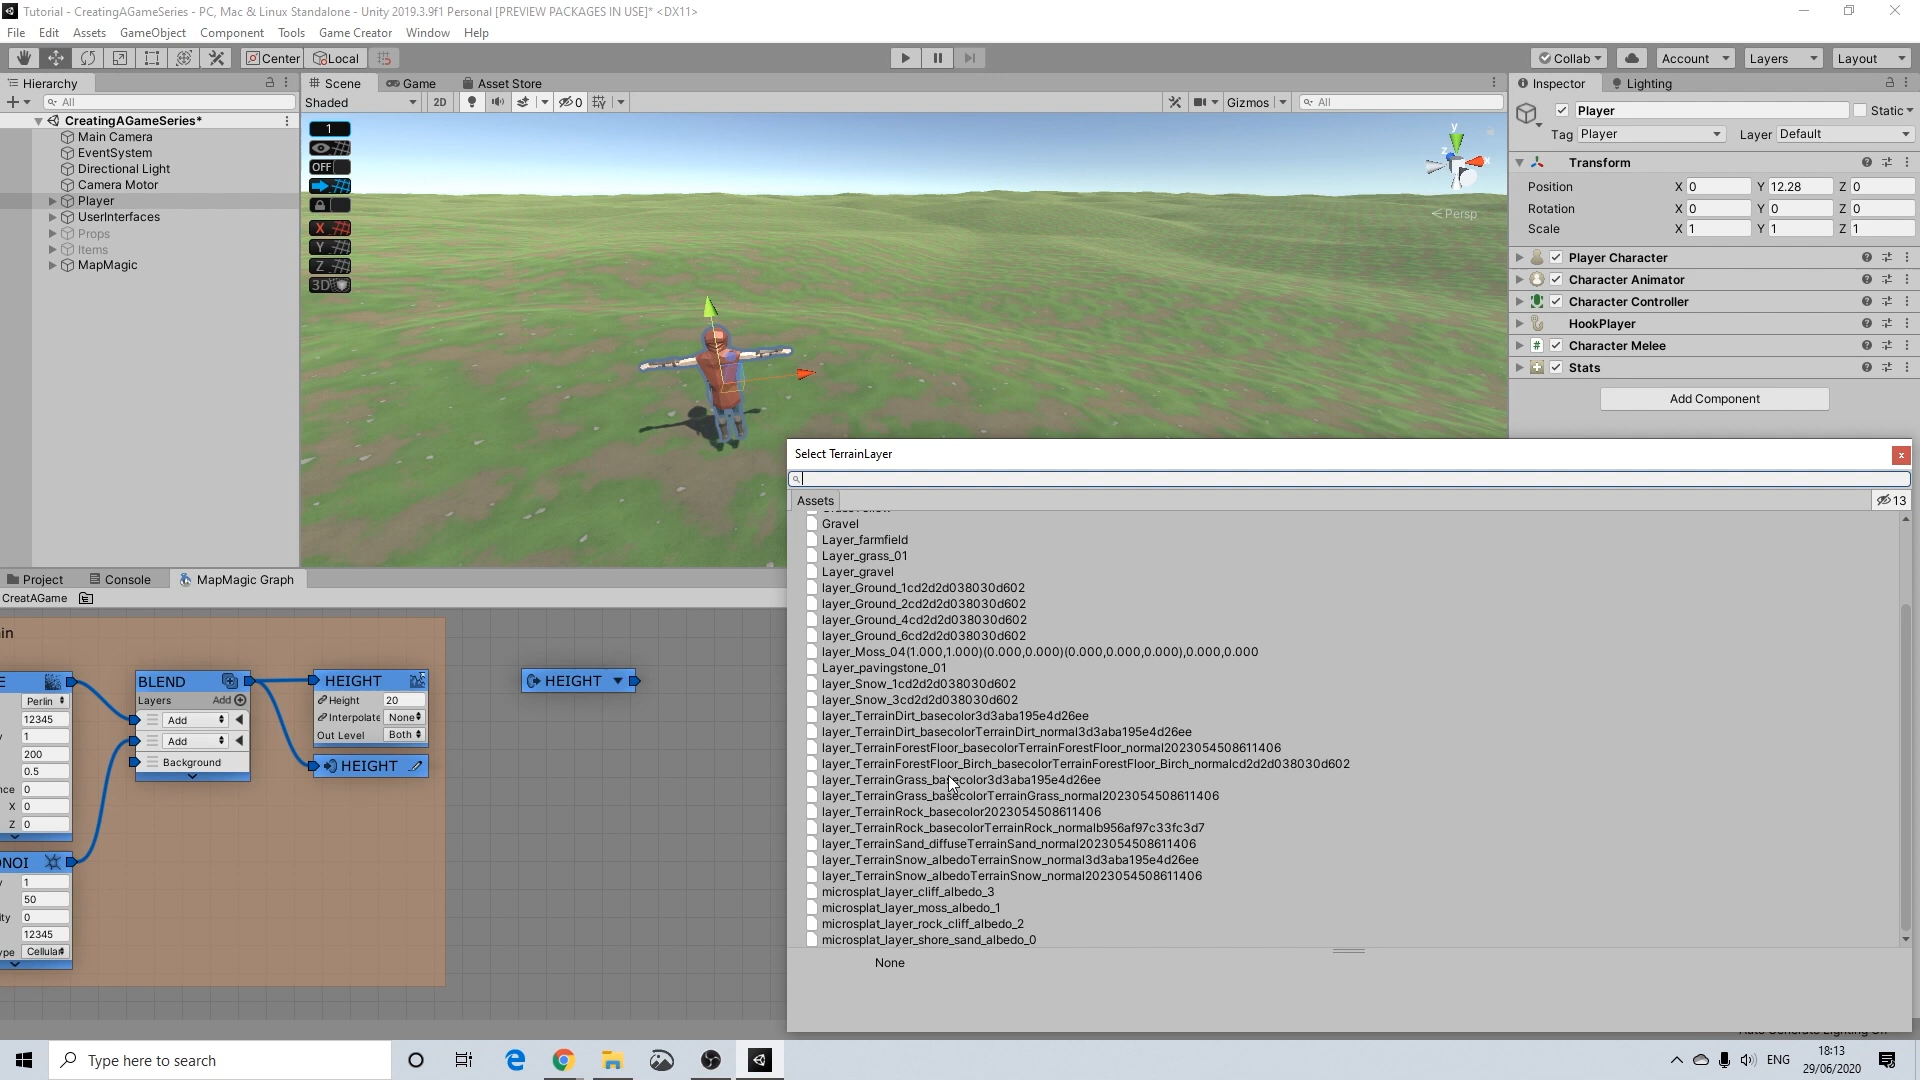 Tutorial - CreatingAGameSeries - PC, Mac & Linux Standalone - Unity 2019.3.9f1 Personal [PREVIEW PACKAGES IN USE]* <DX11>
File Edit Assets GameObject Component Tools Game Creator Window Help
Center Local Collab Account Layers Layout
Hierarchy
All
CreatingAGameSeries*
Main Camera
EventSystem
Directional Light
Camera Motor
Player
UserInterfaces
Props
Items
MapMagic
Scene Game Asset Store
Shaded 2D 0 Gizmos All
1
OFF
X
Y
Z
3D
y
z
x
Persp
Inspector Lighting
Player Static
Tag Player Layer Default
Transform
Position X 0 Y 12.28 Z 0
Rotation X 0 Y 0 Z 0
Scale X 1 Y 1 Z 1
Player Character
Character Animator
Character Controller
HookPlayer
Character Melee
Stats
Add Component
Project Console MapMagic Graph
CreatAGame
in
E
Perlin
12345
y 1
200
0.5
nce 0
X 0
Z 0
ONOI
y 1
50
ity 0
12345
ype Cellular
BLEND
Layers Add
Add
Add
Background
HEIGHT
Height 20
Interpolate None
Out Level Both
HEIGHT
HEIGHT
Select TerrainLayer
Assets 13
Gravel
Layer_farmfield
Layer_grass_01
Layer_gravel
layer_Ground_1cd2d2d038030d602
layer_Ground_2cd2d2d038030d602
layer_Ground_4cd2d2d038030d602
layer_Ground_6cd2d2d038030d602
layer_Moss_04(1.000,1.000)(0.000,0.000)(0.000,0.000,0.000),0.000,0.000
Layer_pavingstone_01
layer_Snow_1cd2d2d038030d602
layer_Snow_3cd2d2d038030d602
layer_TerrainDirt_basecolor3d3aba195e4d26ee
layer_TerrainDirt_basecolorTerrainDirt_normal3d3aba195e4d26ee
layer_TerrainForestFloor_basecolorTerrainForestFloor_normal2023054508611406
layer_TerrainForestFloor_Birch_basecolorTerrainForestFloor_Birch_normalcd2d2d038030d602
layer_TerrainGrass_basecolor3d3aba195e4d26ee
layer_TerrainGrass_basecolorTerrainGrass_normal2023054508611406
layer_TerrainRock_basecolor2023054508611406
layer_TerrainRock_basecolorTerrainRock_normalb956af97c33fc3d7
layer_TerrainSand_diffuseTerrainSand_normal2023054508611406
layer_TerrainSnow_albedoTerrainSnow_normal3d3aba195e4d26ee
layer_TerrainSnow_albedoTerrainSnow_normal2023054508611406
microsplat_layer_cliff_albedo_3
microsplat_layer_moss_albedo_1
microsplat_layer_rock_cliff_albedo_2
microsplat_layer_shore_sand_albedo_0
None
Type here to search
ENG
18:13
29/06/2020